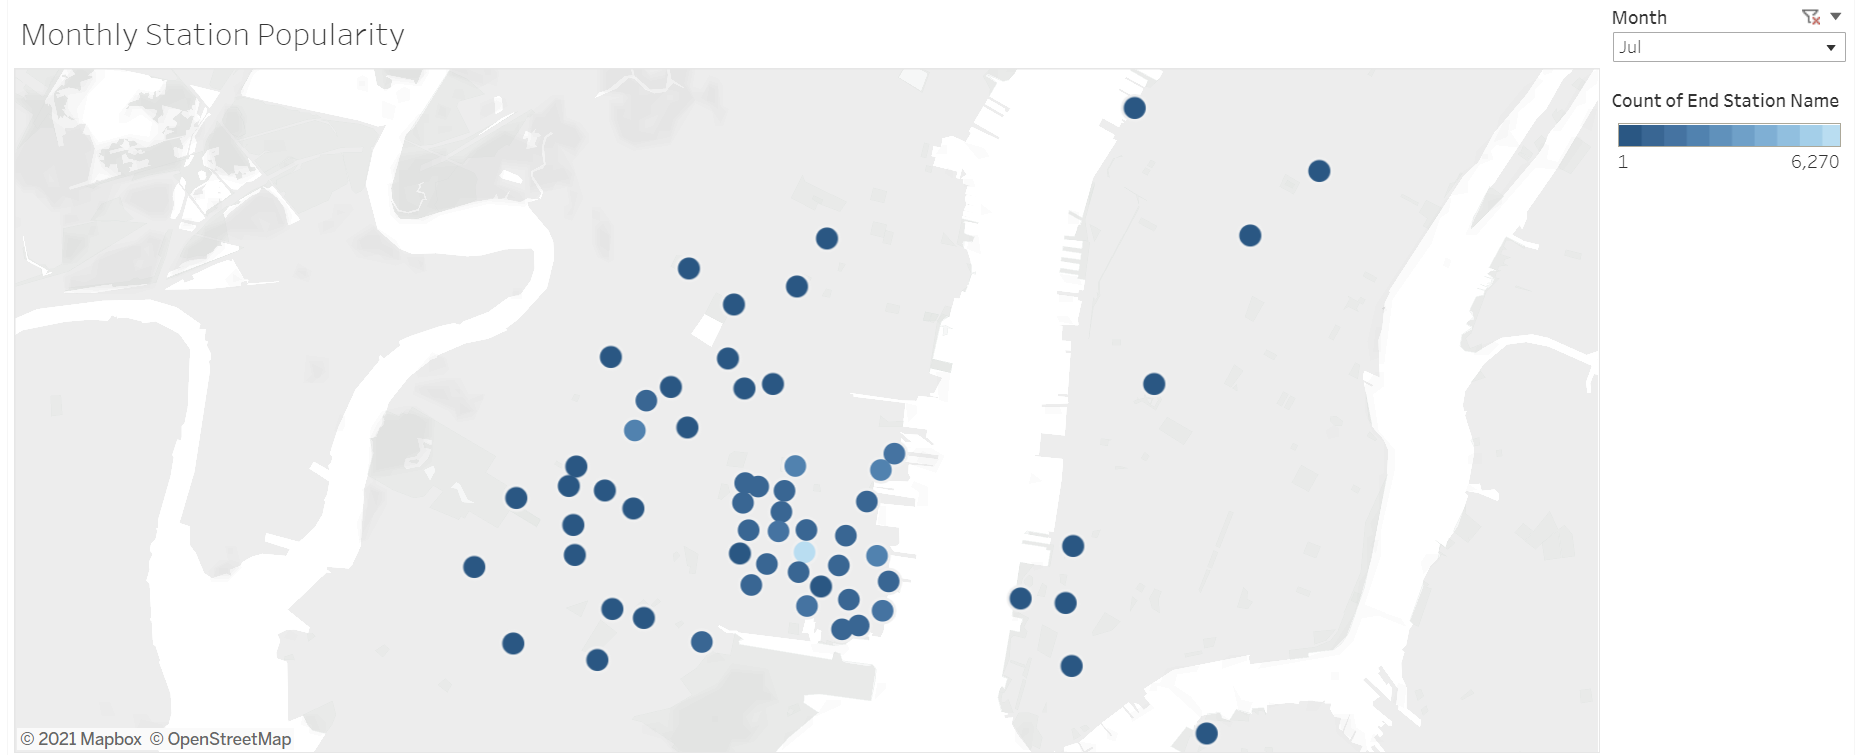 Monthly Station Popularity
Month
Jul
Count of End Station Name
1 6,270
© 2021 Mapbox © OpenStreetMap